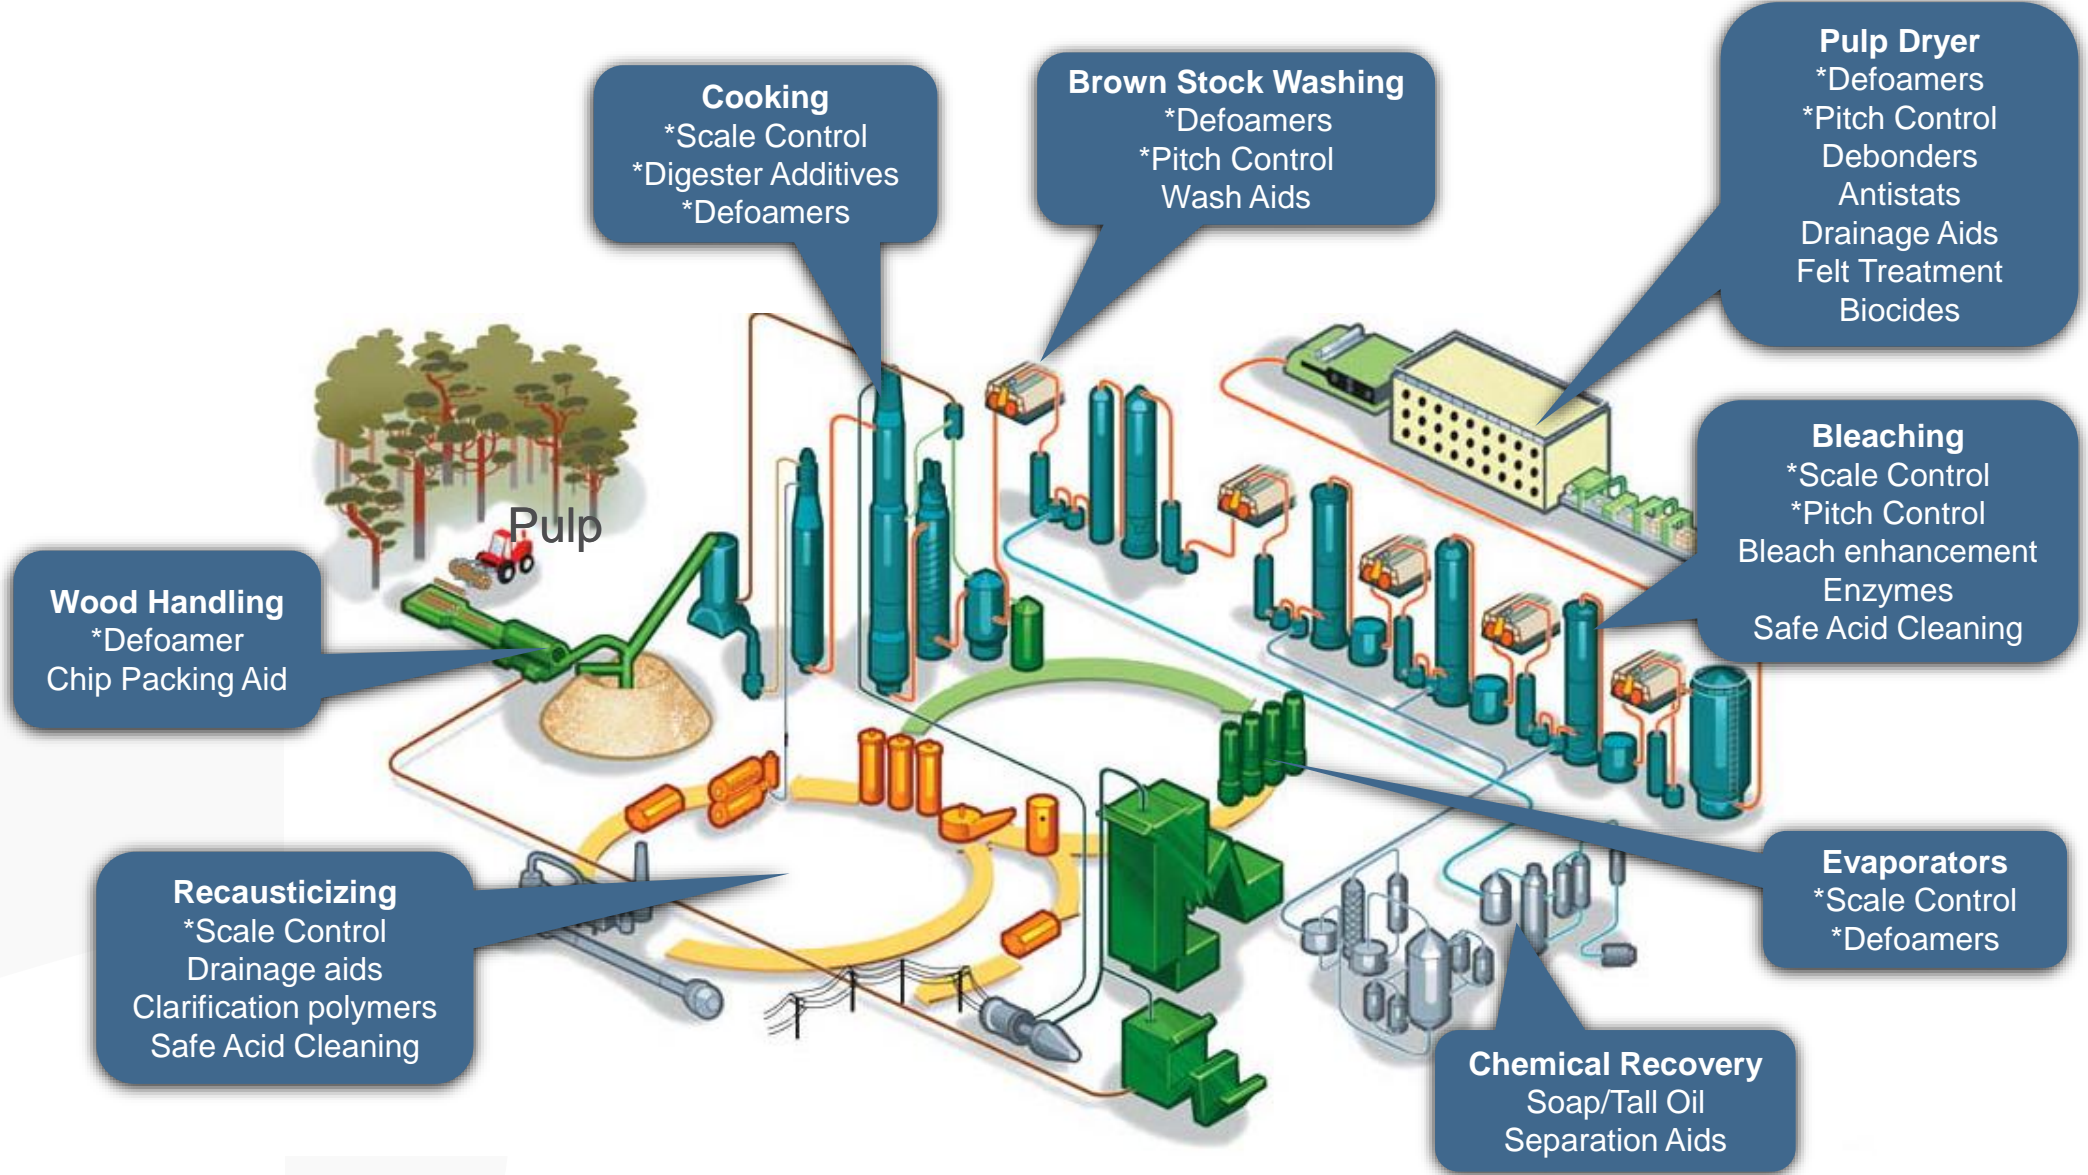 Cooking
*Scale Control
*Digester Additives
*Defoamers
Brown Stock Washing
*Defoamers
*Pitch Control
Wash Aids
Pulp Dryer
*Defoamers
*Pitch Control
Debonders
Antistats
Drainage Aids
Felt Treatment
Biocides
Bleaching
*Scale Control
*Pitch Control
Bleach enhancement
Enzymes
Safe Acid Cleaning
Pulp
Wood Handling
*Defoamer
Chip Packing Aid
Recausticizing
*Scale Control
Drainage aids
Clarification polymers
Safe Acid Cleaning
Evaporators
*Scale Control
*Defoamers
Chemical Recovery
Soap/Tall Oil
Separation Aids